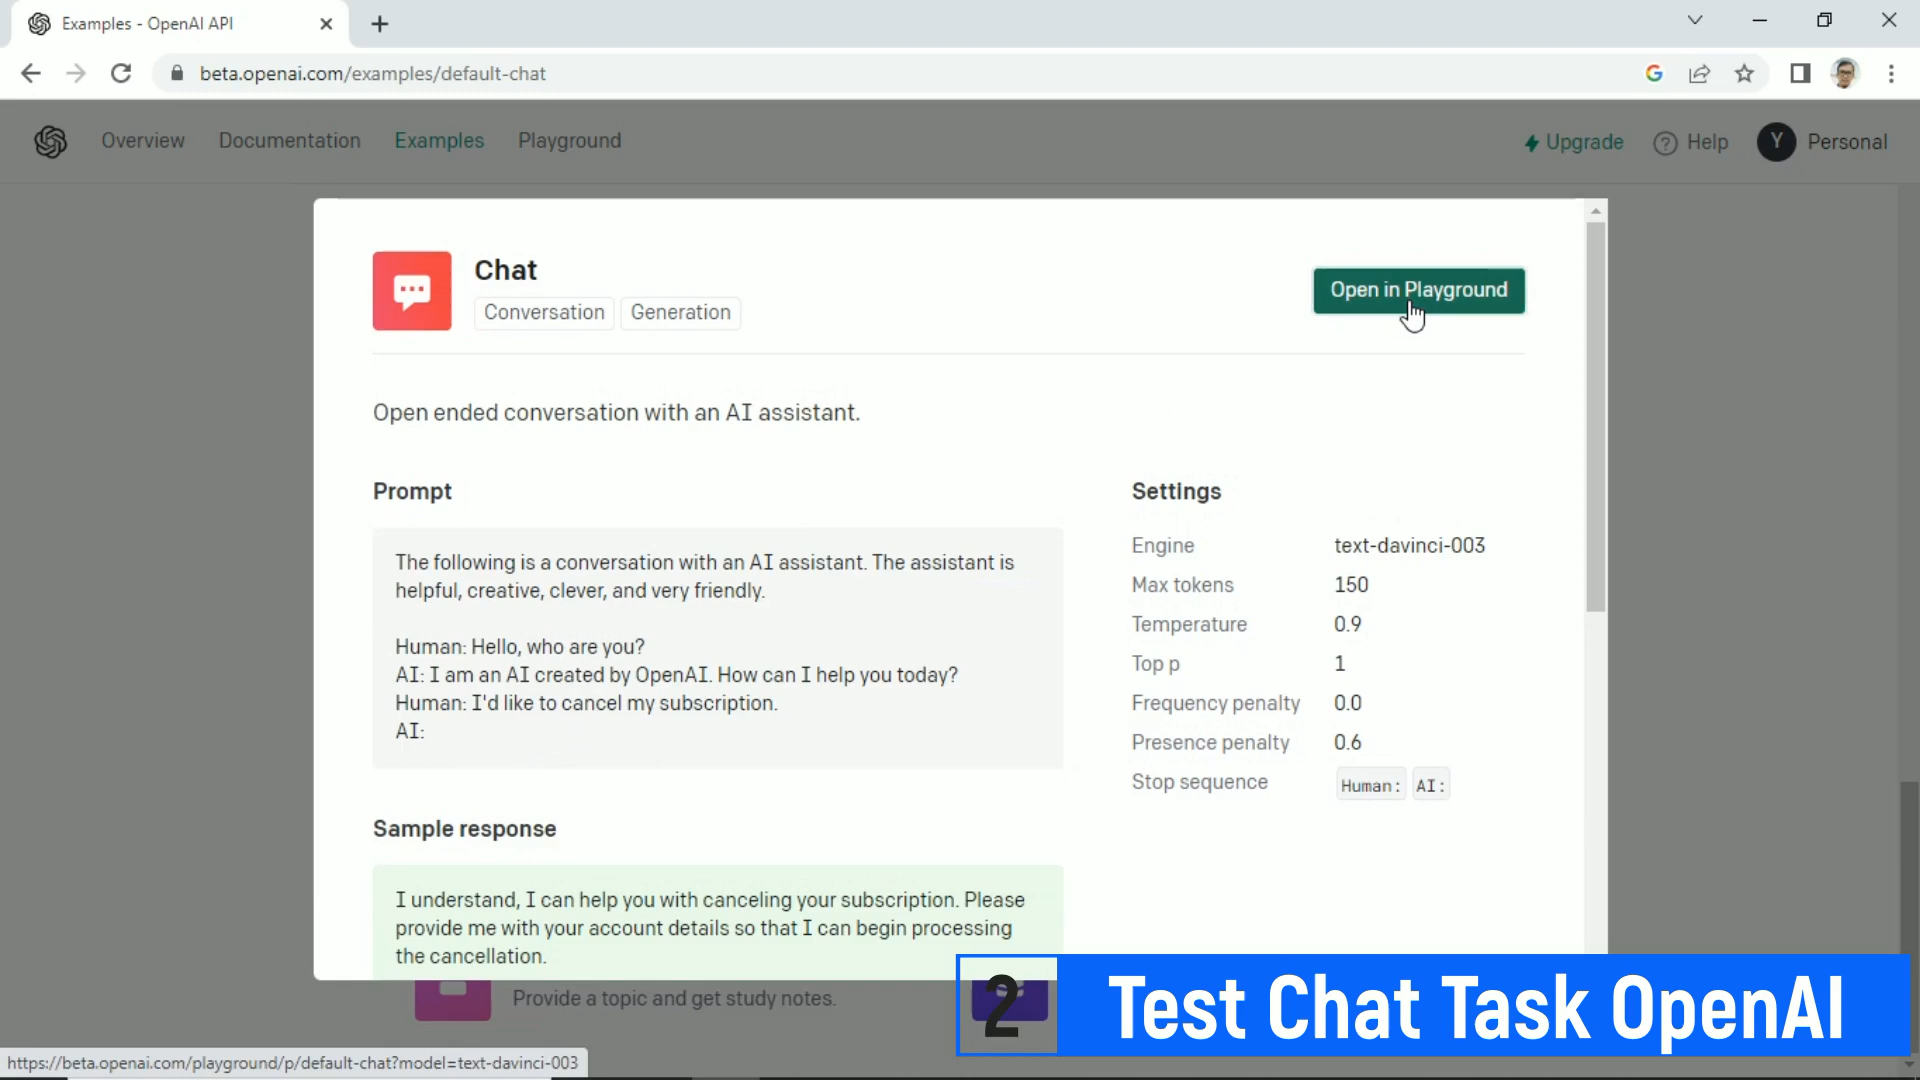 Examples - OpenAI API
beta.openai.com/examples/default-chat
Overview
Documentation
Examples
Playground
Upgrade
Help
Y
Personal
Chat
Conversation
Generation
Open in Playground
Open ended conversation with an AI assistant.
Prompt
The following is a conversation with an AI assistant. The assistant is
helpful, creative, clever, and very friendly.
Human: Hello, who are you?
AI: I am an AI created by OpenAI. How can I help you today?
Human: I'd like to cancel my subscription.
AI:
Settings
Engine text-davinci-003
Max tokens 150
Temperature 0.9
Top p 1
Frequency penalty 0.0
Presence penalty 0.6
Stop sequence Human: AI:
Sample response
I understand, I can help you with canceling your subscription. Please
provide me with your account details so that I can begin processing
the cancellation.
Provide a topic and get study notes.
2 Test Chat Task OpenAI
https://beta.openai.com/playground/p/default-chat?model=text-davinci-003